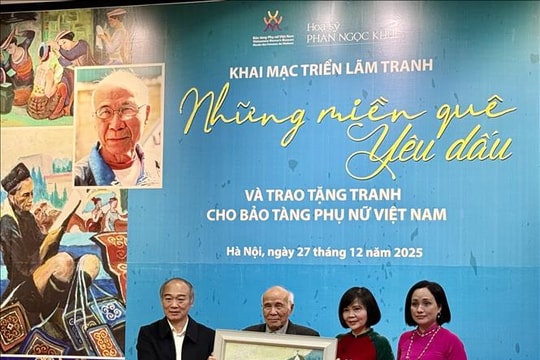 Hoạ sỹ
PHAN NGỌC KHUÊ
KHAI MẠC TRIỂN LÃM TRANH
Những miền quê
Yêu dấu
VÀ TRAO TẶNG TRANH
CHO BẢO TÀNG PHỤ NỮ VIỆT NAM
Hà Nội, ngày 27 tháng 12 năm 2025